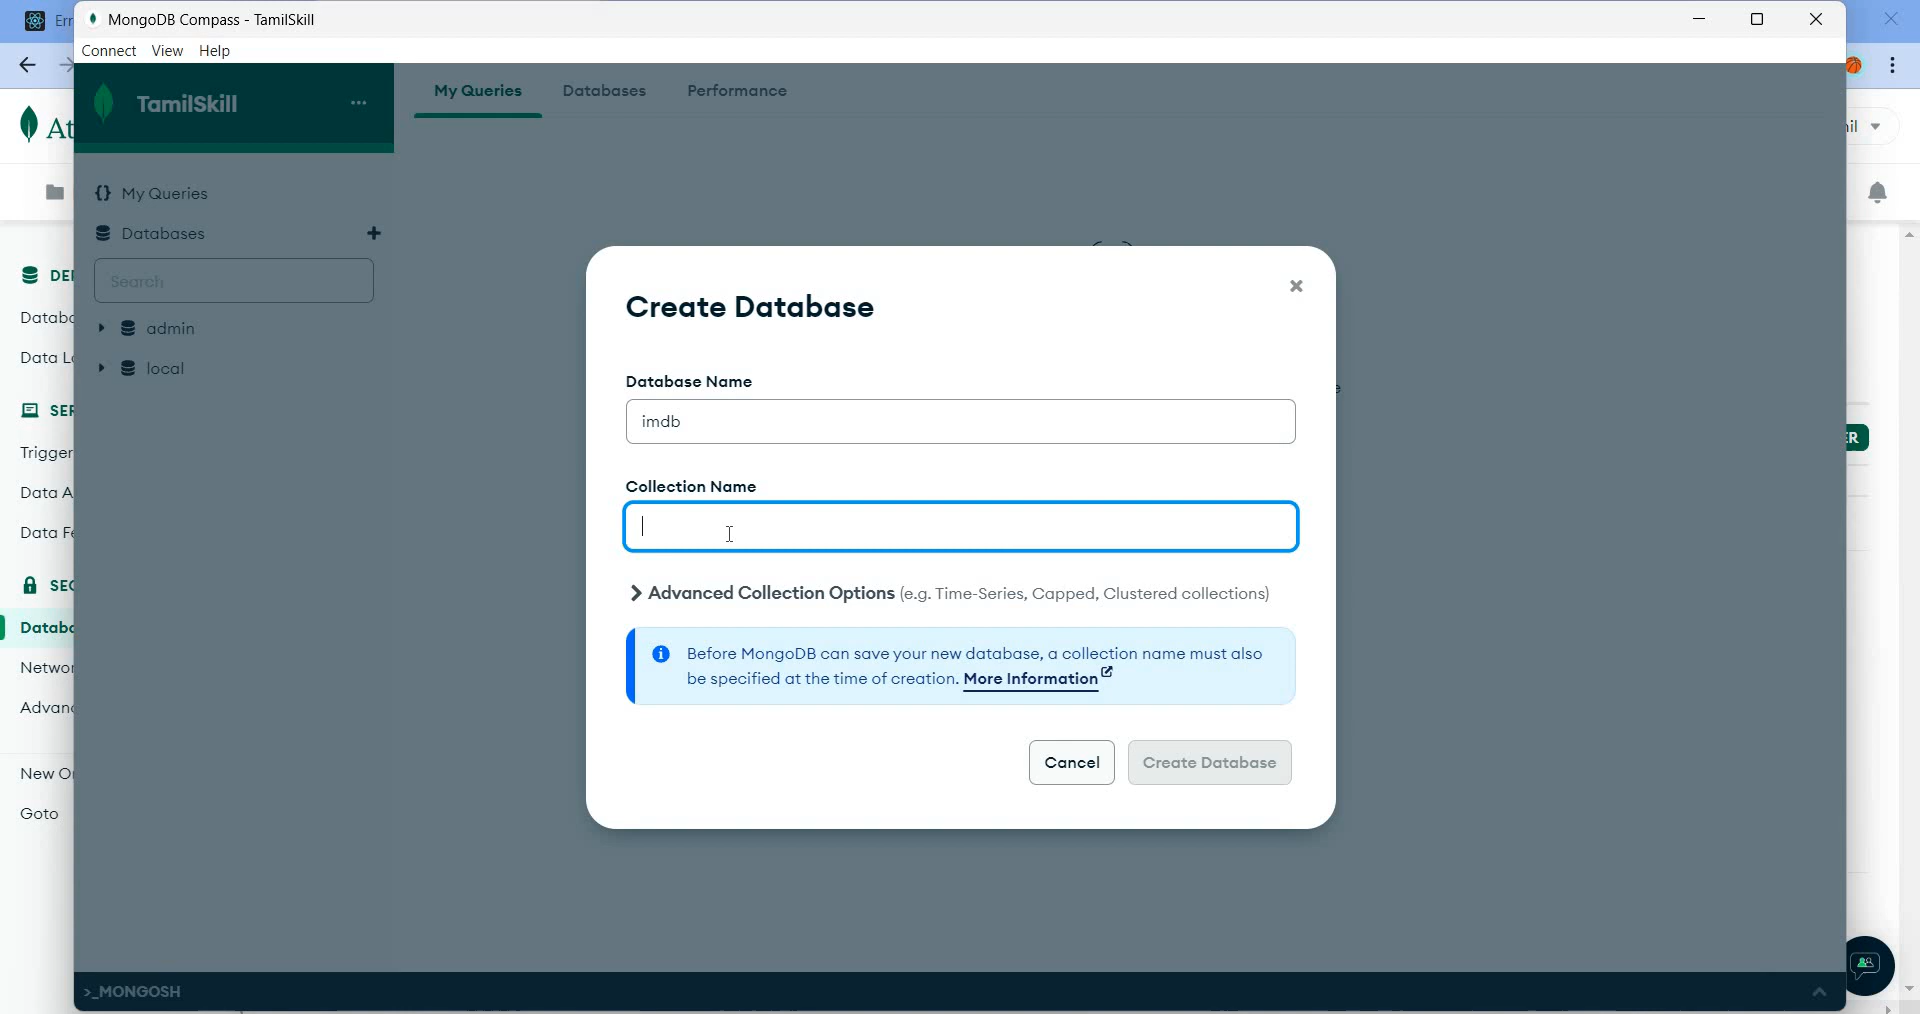 MongoDB Compass - TamilSkill
Connect View Help
TamilSkill ...
My Queries Databases Performance
{} My Queries
Databases +
Search
admin
local
Create Database
Database Name
imdb
Collection Name
Advanced Collection Options (e.g. Time-Series, Capped, Clustered collections)
Before MongoDB can save your new database, a collection name must also
be specified at the time of creation. More Information
Cancel Create Database
>_MONGOSH
New
Goto